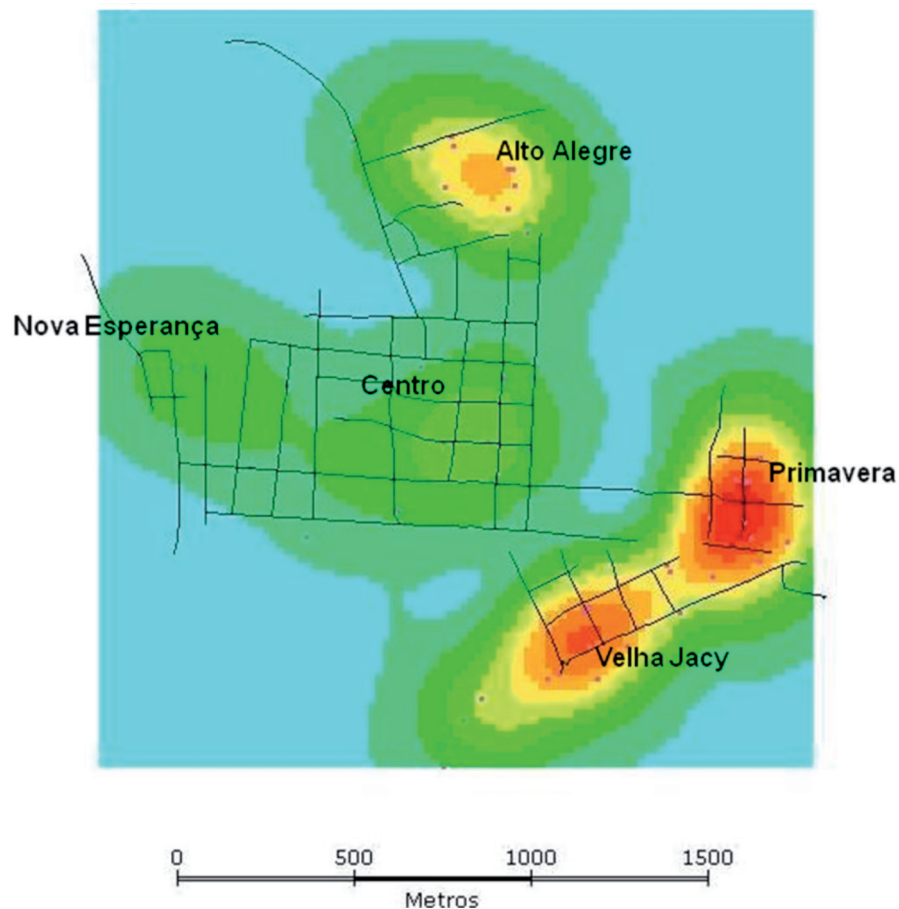 Alto Alegre
Nova Esperança
Centro
Primavera
Velha Jacy
0 500 1000 1500
Metros